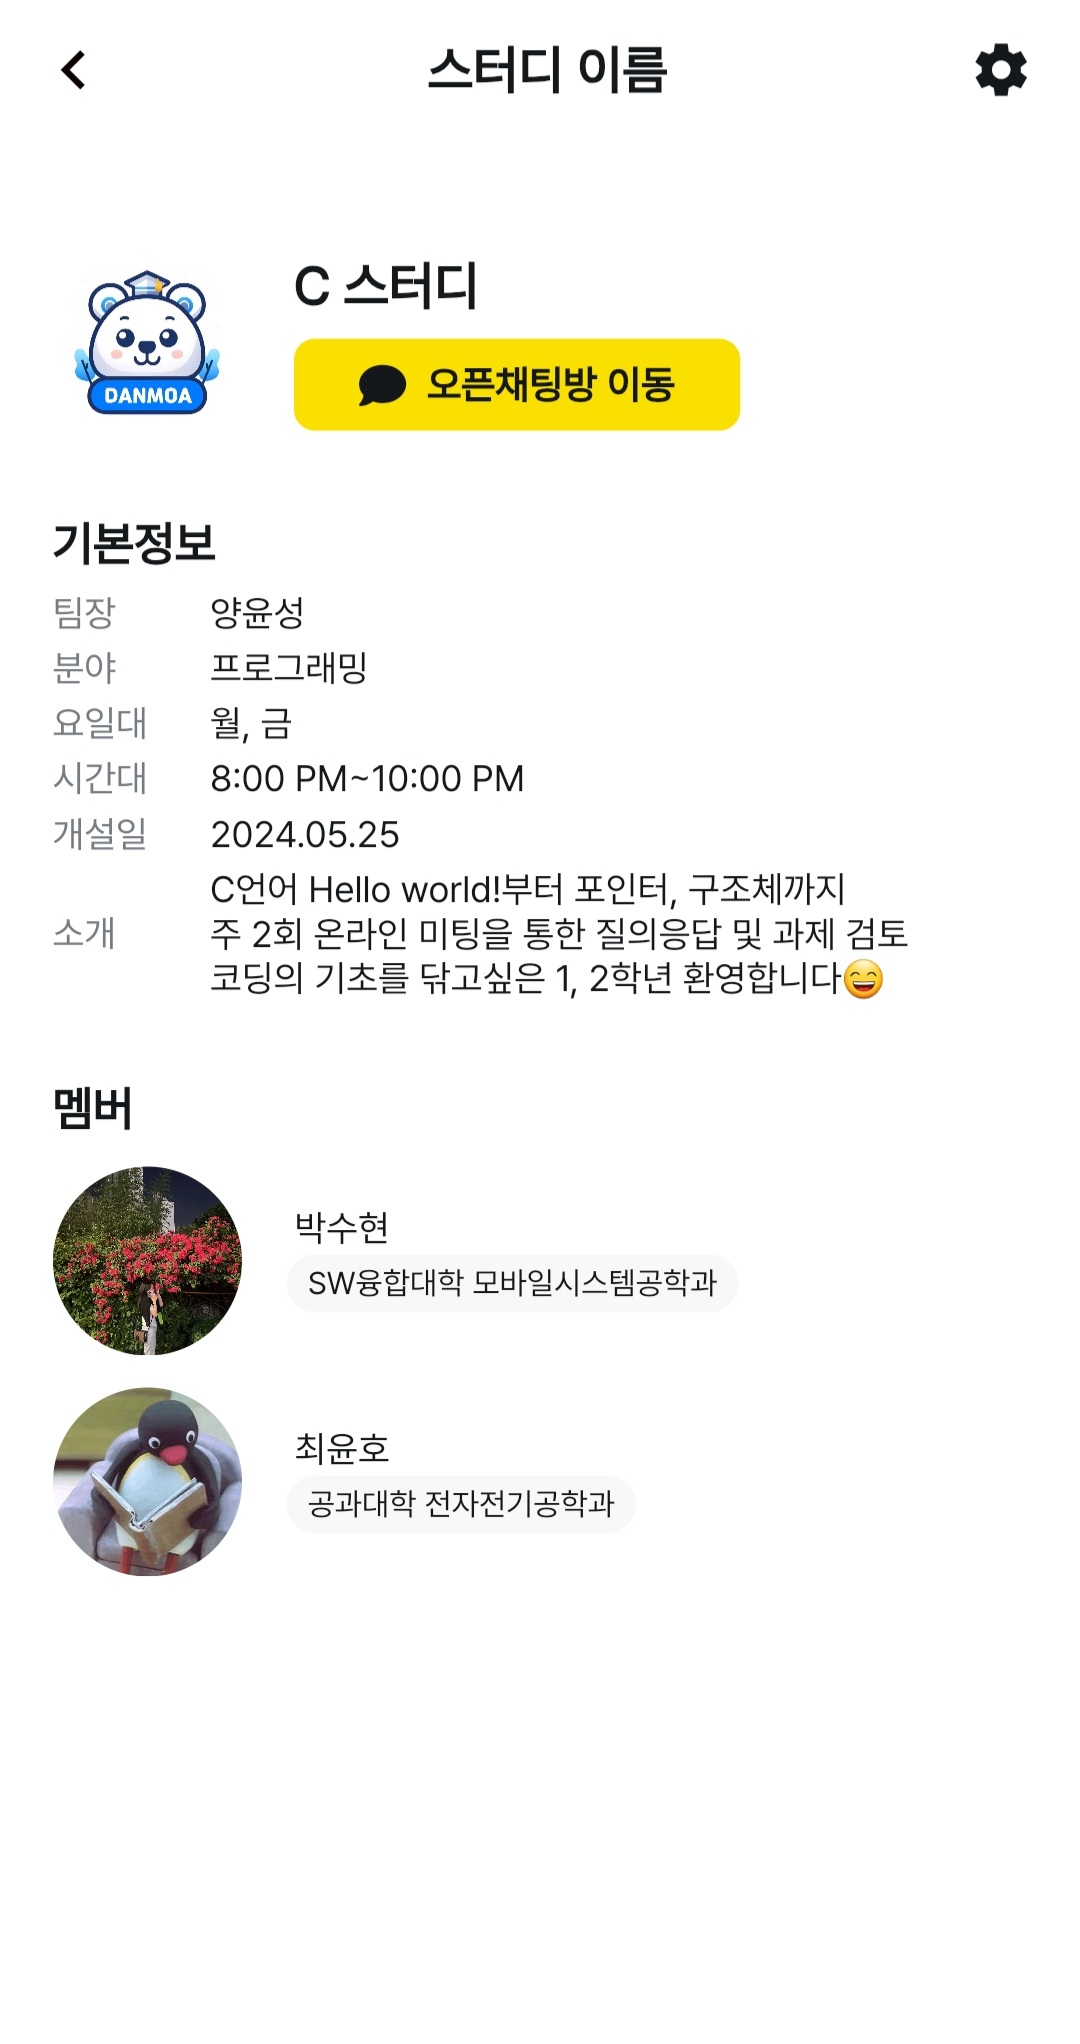 스터디 이름
C 스터디
DANMOA
오픈채팅방 이동
기본정보
팀장 양윤성
분야 프로그래밍
요일대 월, 금
시간대 8:00 PM~10:00 PM
개설일 2024.05.25
소개 C언어 Hello world!부터 포인터, 구조체까지
주 2회 온라인 미팅을 통한 질의응답 및 과제 검토
코딩의 기초를 닦고싶은 1, 2학년 환영합니다😄
멤버
박수현
SW융합대학 모바일시스템공학과
최윤호
공과대학 전자전기공학과